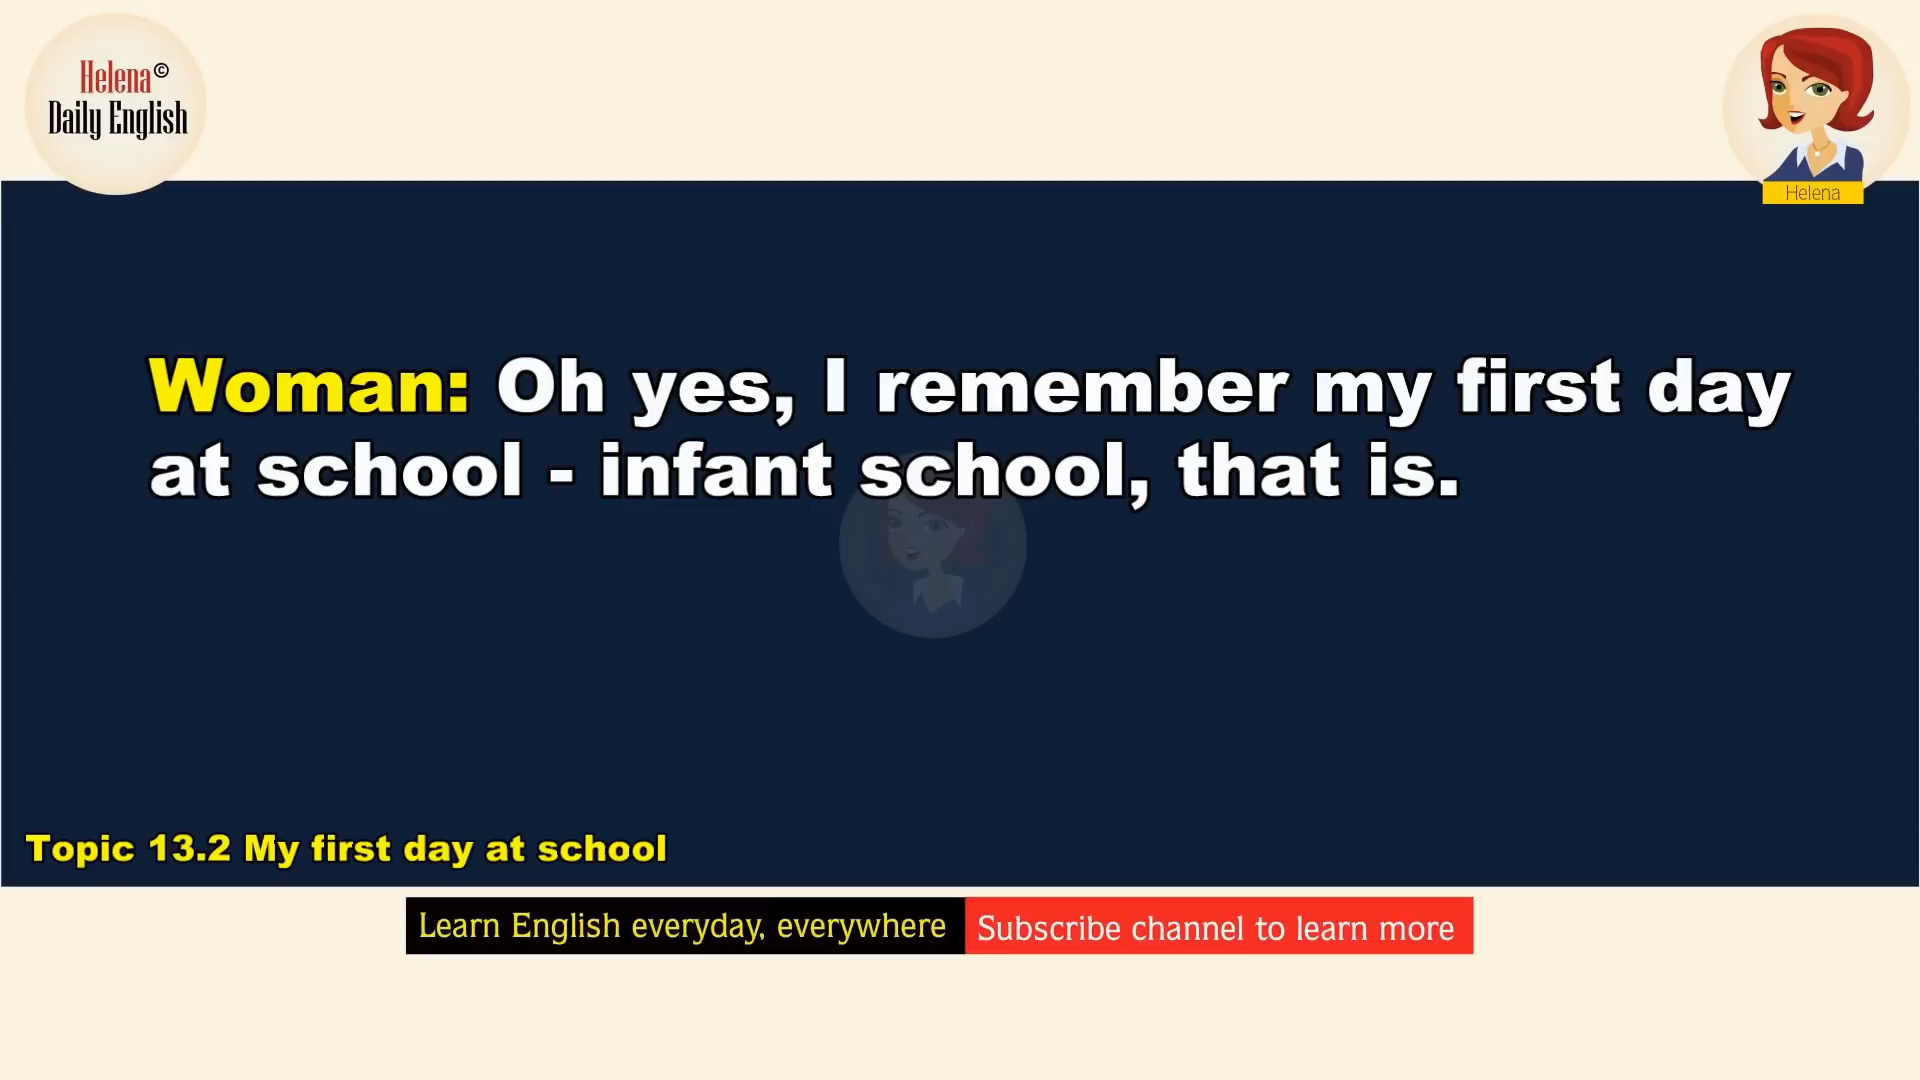 Helena©
Daily English
Helena
Woman: Oh yes, I remember my first day
at school - infant school, that is.
Topic 13.2 My first day at school
Learn English everyday, everywhere
Subscribe channel to learn more